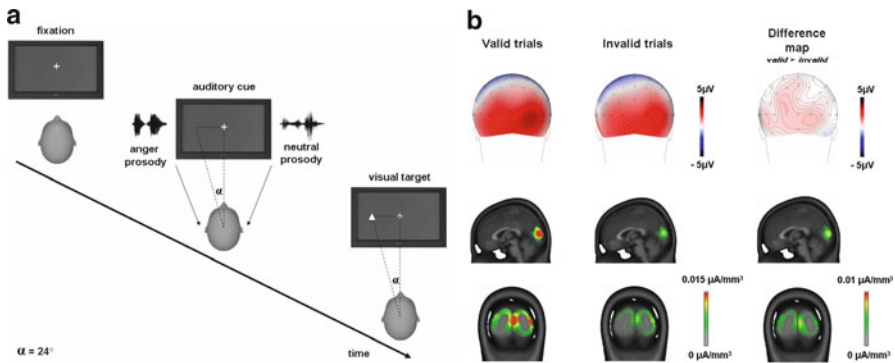 a
fixation
auditory cue
anger
prosody
neutral
prosody
α
visual target
α
α = 24°
time
b
Valid trials
Invalid trials
Difference
map
valid > invalid
5µV
- 5µV
5µV
- 5µV
0.015 µA/mm³
0 µA/mm³
0.01 µA/mm³
0 µA/mm³